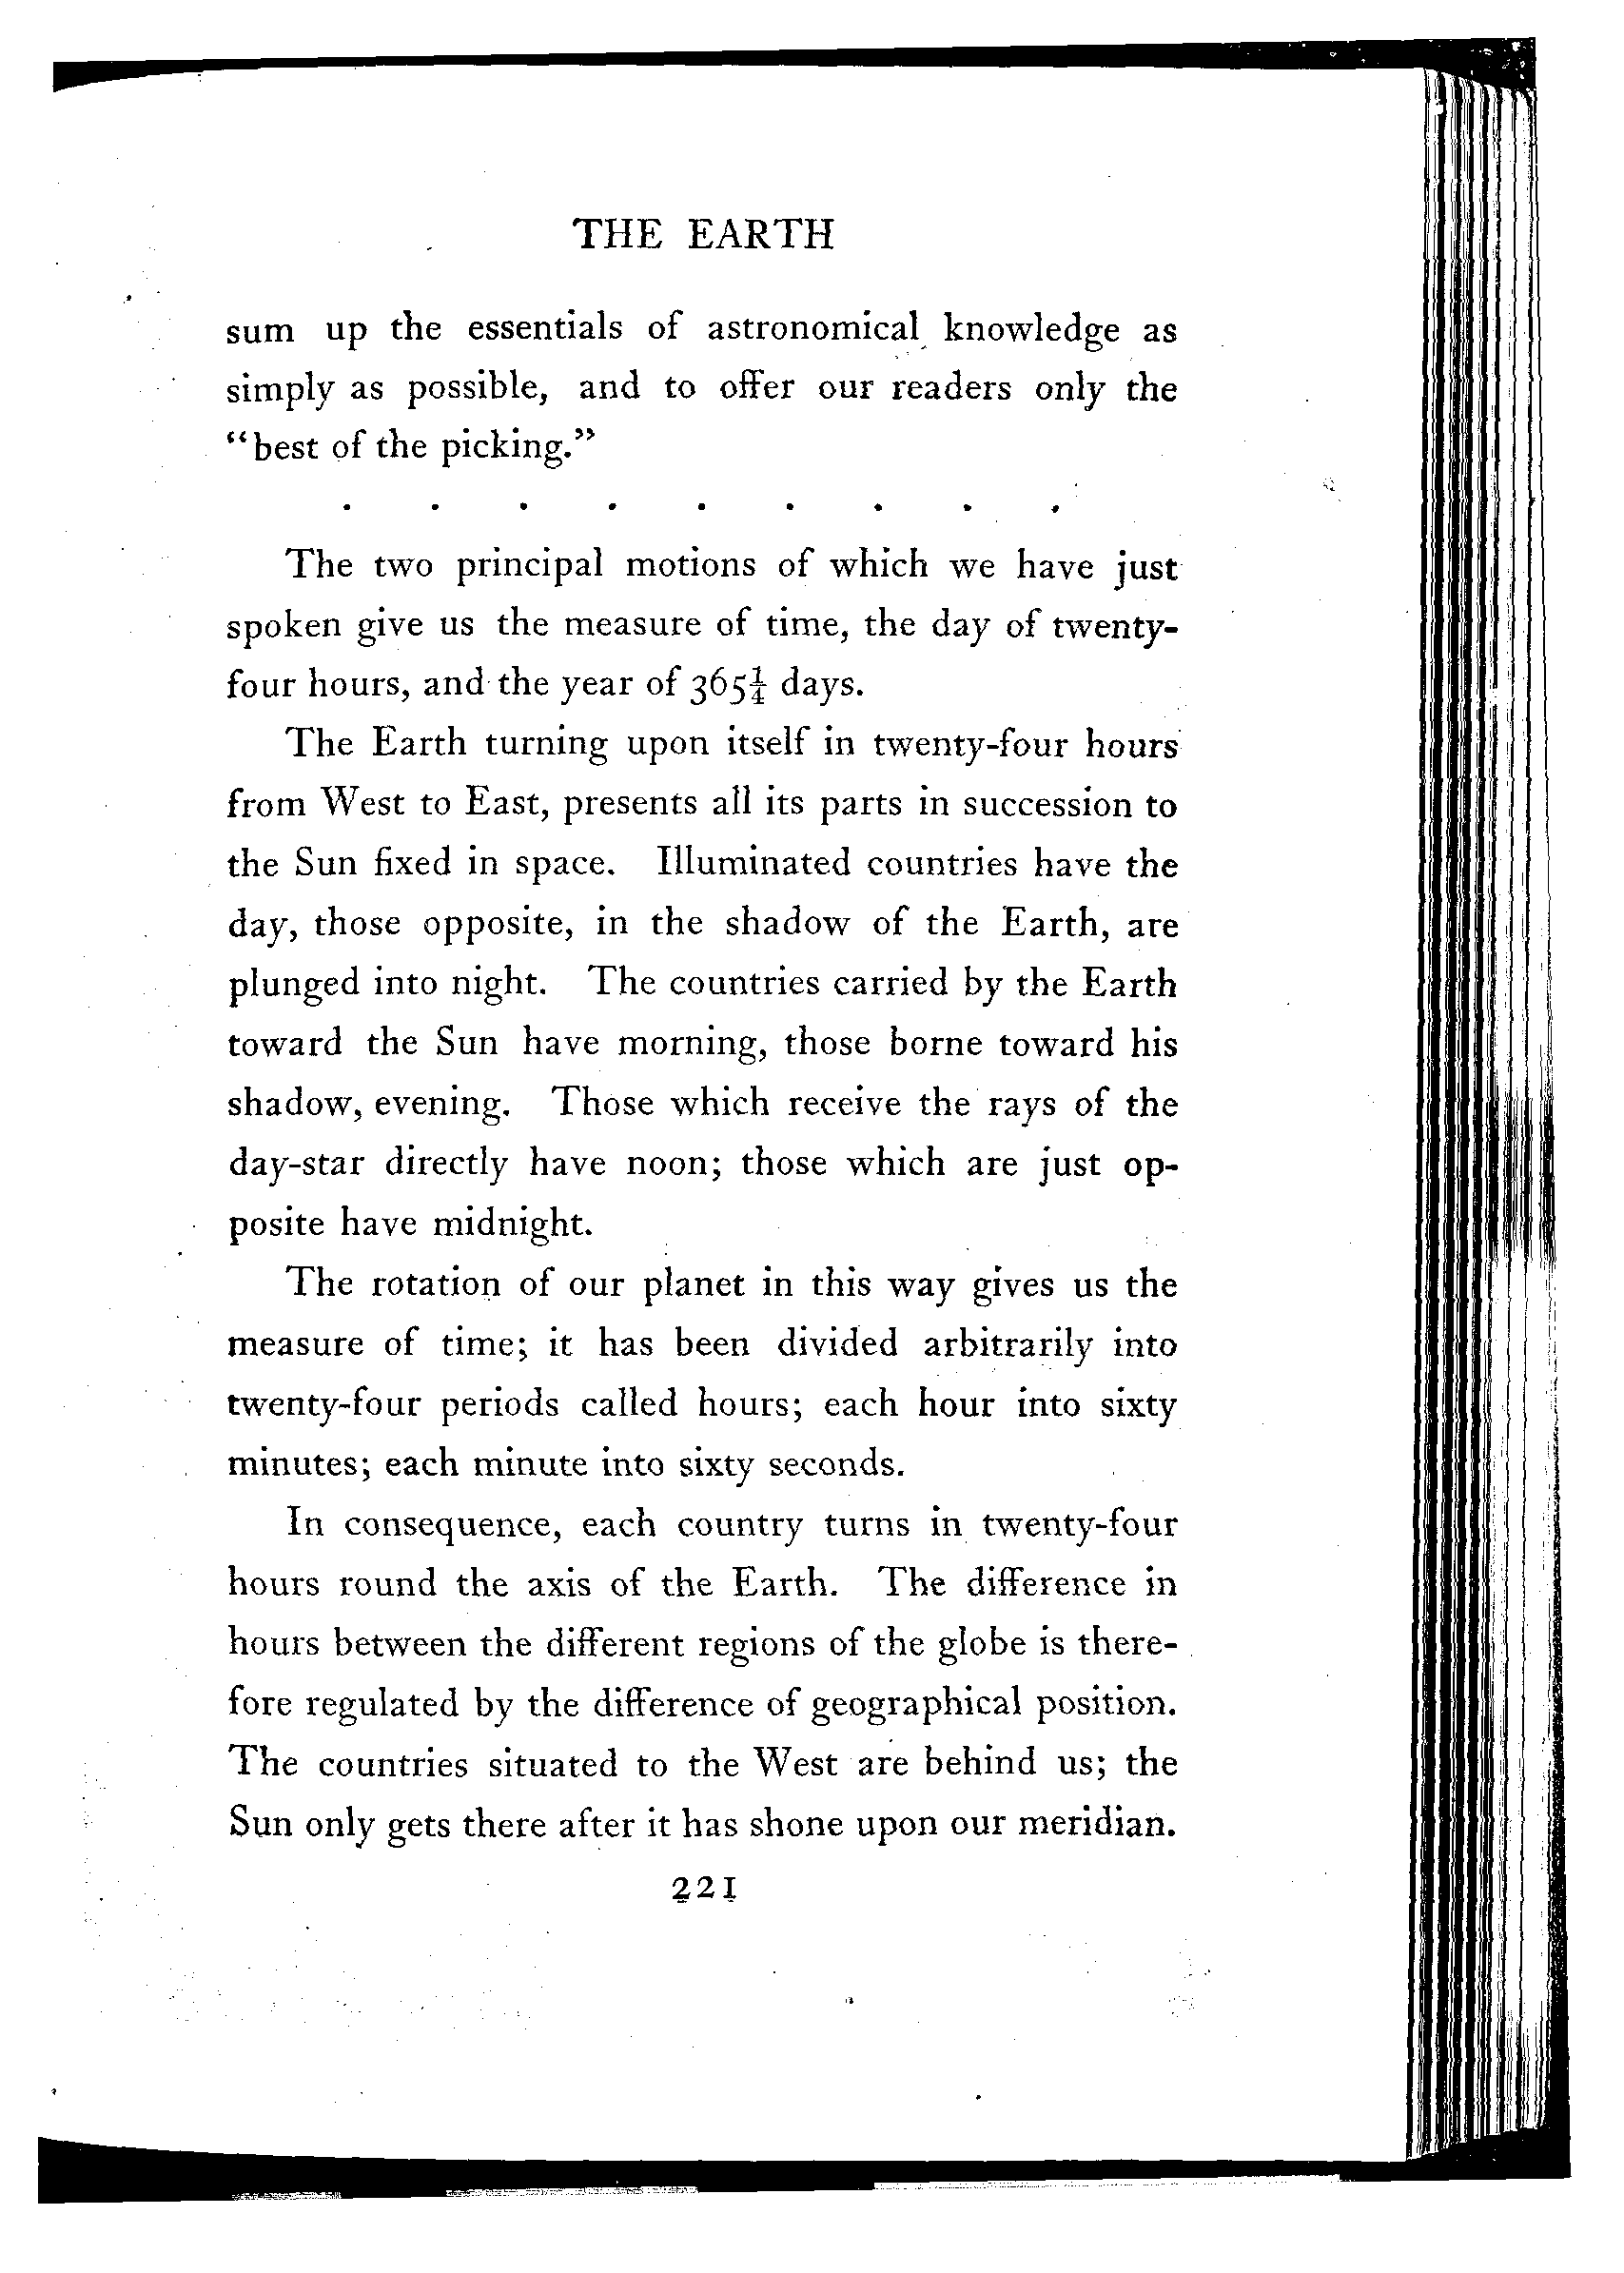 THE EARTH
sum up the essentials of astronomical knowledge as
simply as possible, and to offer our readers only the
“best of the picking.”
. . . . . . . . .
The two principal motions of which we have just
spoken give us the measure of time, the day of twenty-
four hours, and the year of 365¼ days.
The Earth turning upon itself in twenty-four hours
from West to East, presents all its parts in succession to
the Sun fixed in space. Illuminated countries have the
day, those opposite, in the shadow of the Earth, are
plunged into night. The countries carried by the Earth
toward the Sun have morning, those borne toward his
shadow, evening. Those which receive the rays of the
day-star directly have noon; those which are just op-
posite have midnight.
The rotation of our planet in this way gives us the
measure of time; it has been divided arbitrarily into
twenty-four periods called hours; each hour into sixty
minutes; each minute into sixty seconds.
In consequence, each country turns in twenty-four
hours round the axis of the Earth. The difference in
hours between the different regions of the globe is there-
fore regulated by the difference of geographical position.
The countries situated to the West are behind us; the
Sun only gets there after it has shone upon our meridian.
221